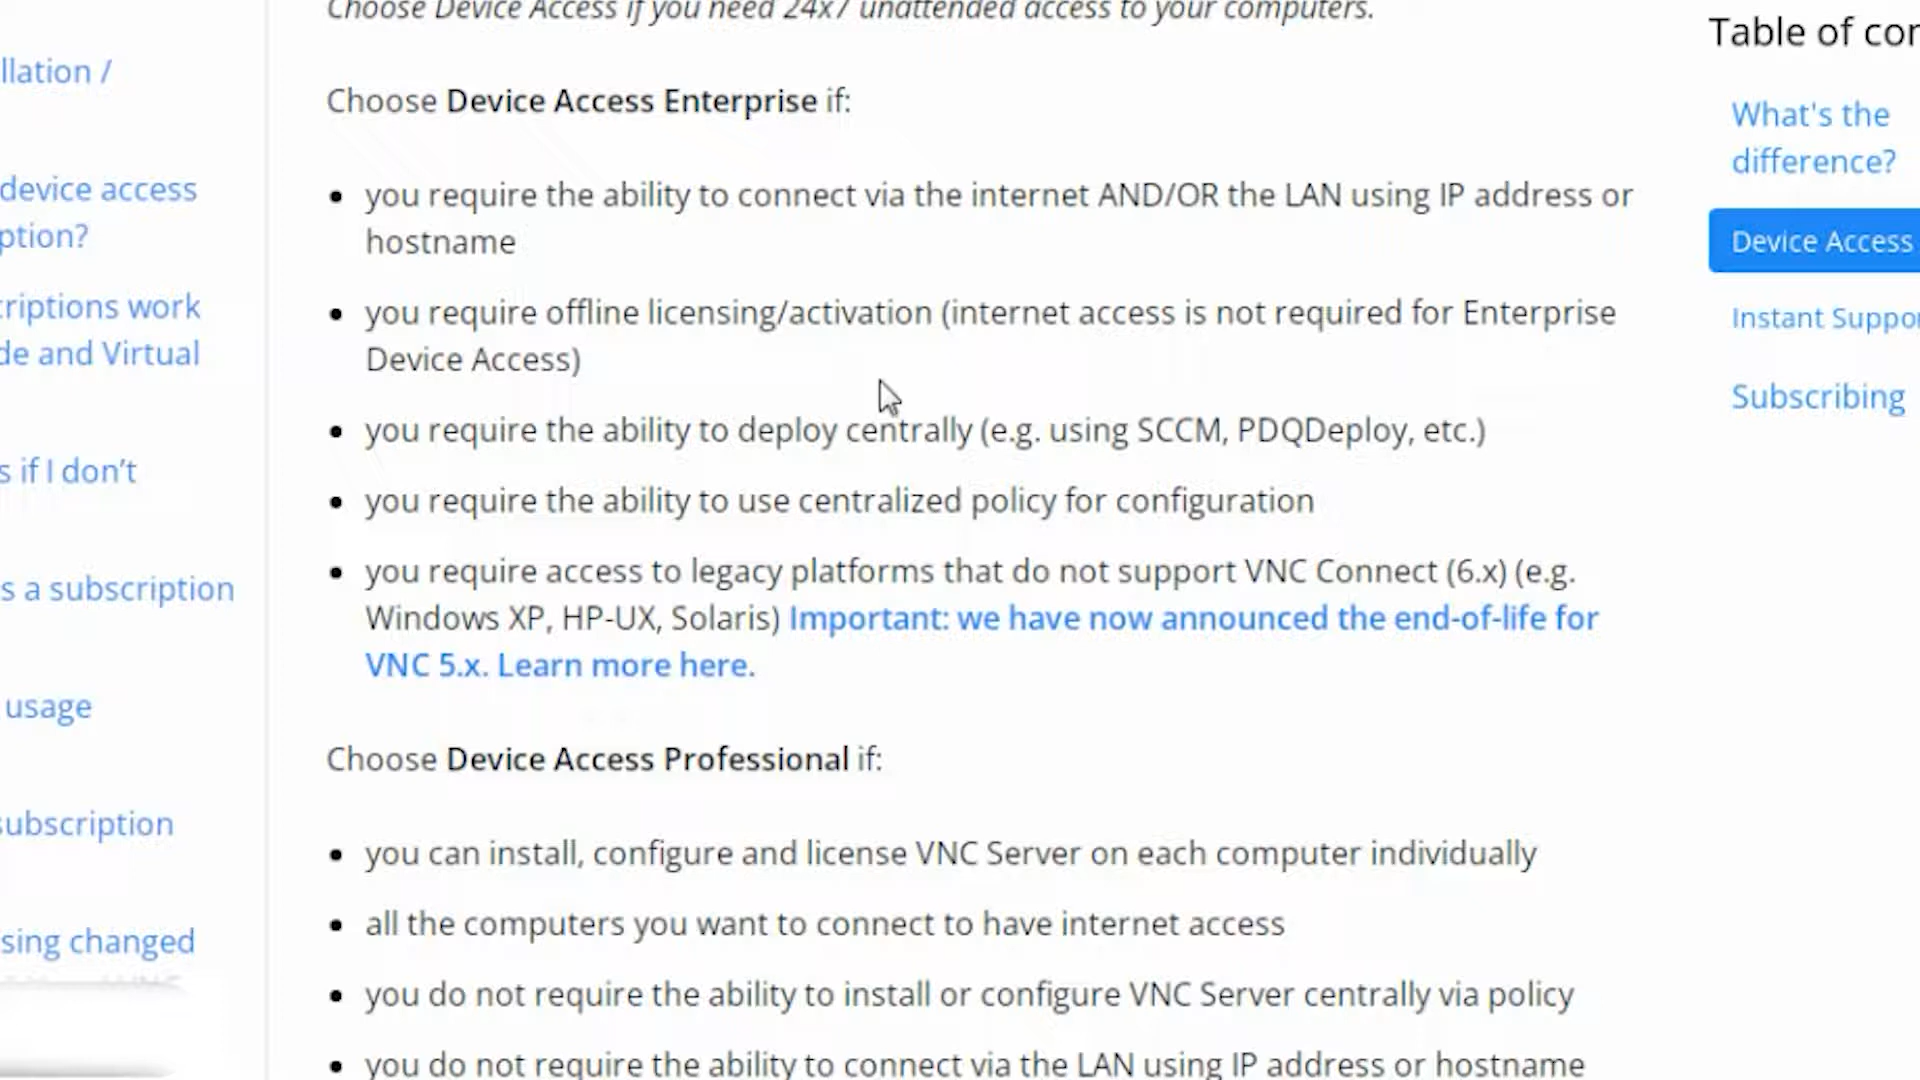 Choose Device Access if you need 24x7 unattended access to your computers.
Choose Device Access Enterprise if:
you require the ability to connect via the internet AND/OR the LAN using IP address or
hostname
you require offline licensing/activation (internet access is not required for Enterprise
Device Access)
you require the ability to deploy centrally (e.g. using SCCM, PDQDeploy, etc.)
you require the ability to use centralized policy for configuration
you require access to legacy platforms that do not support VNC Connect (6.x) (e.g.
Windows XP, HP-UX, Solaris) Important: we have now announced the end-of-life for
VNC 5.x. Learn more here.
Choose Device Access Professional if:
you can install, configure and license VNC Server on each computer individually
all the computers you want to connect to have internet access
you do not require the ability to install or configure VNC Server centrally via policy
you do not require the ability to connect via the LAN using IP address or hostname
llation /
device access
ption?
criptions work
de and Virtual
s if I don't
s a subscription
usage
subscription
sing changed
Table of cor
What's the
difference?
Device Access
Instant Suppo
Subscribing